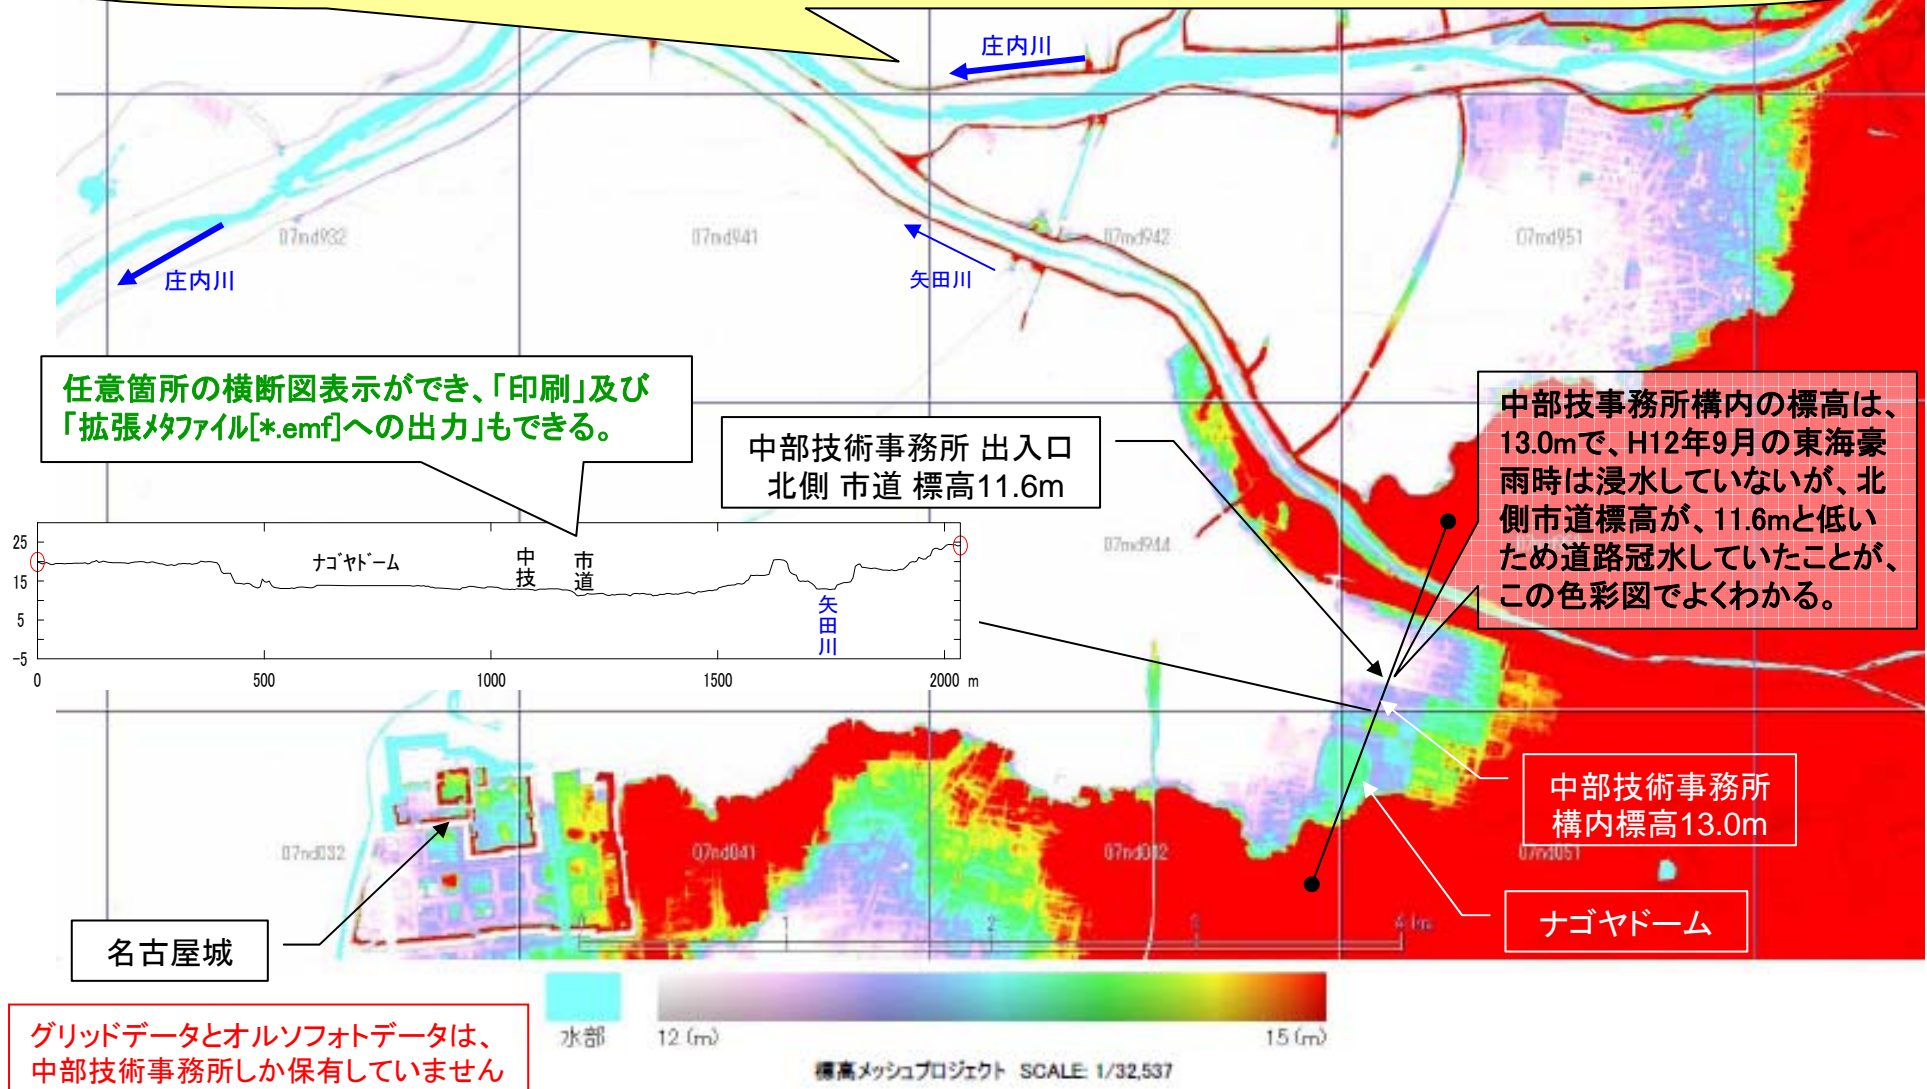 庄内川
07md932
07md941
07md942
07md951
庄内川
矢田川
任意箇所の横断図表示ができ、「印刷」及び
「拡張メタファイル[*.emf]への出力」もできる。
中部技術事務所 出入口
北側 市道 標高11.6m
中部技事務所構内の標高は、
13.0mで、H12年9月の東海豪
雨時は浸水していないが、北
側市道標高が、11.6mと低い
ため道路冠水していたことが、
この色彩図でよくわかる。
07md944
25
15
5
-5
ナゴヤドーム
中技
市道
矢田川
0
500
1000
1500
2000 m
中部技術事務所
構内標高13.0m
07nd032
07nd041
07nd042
07nd051
ナゴヤドーム
名古屋城
0
1
2
3
4 km
水部
12 (m)
15 (m)
グリッドデータとオルソフォトデータは、
中部技術事務所しか保有していません
標高メッシュプロジェクト SCALE: 1/32,537